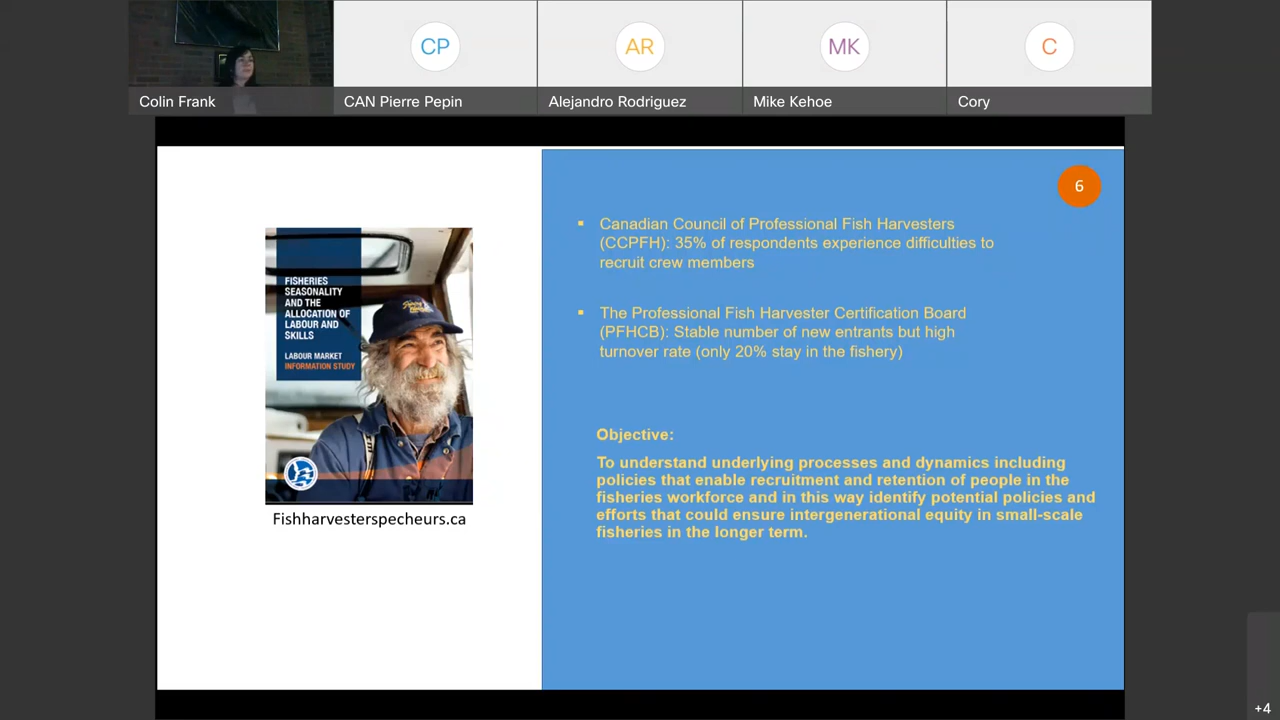 CP
AR
MK
C
Colin Frank
CAN Pierre Pepin
Alejandro Rodriguez
Mike Kehoe
Cory
6
FISHERIES
SEASONALITY
AND THE
ALLOCATION OF
LABOUR AND
SKILLS
LABOUR MARKET
INFORMATION STUDY
Fishharvesterspecheurs.ca
▪ Canadian Council of Professional Fish Harvesters
(CCPFH): 35% of respondents experience difficulties to
recruit crew members
▪ The Professional Fish Harvester Certification Board
(PFHCB): Stable number of new entrants but high
turnover rate (only 20% stay in the fishery)
Objective:
To understand underlying processes and dynamics including
policies that enable recruitment and retention of people in the
fisheries workforce and in this way identify potential policies and
efforts that could ensure intergenerational equity in small-scale
fisheries in the longer term.
+4